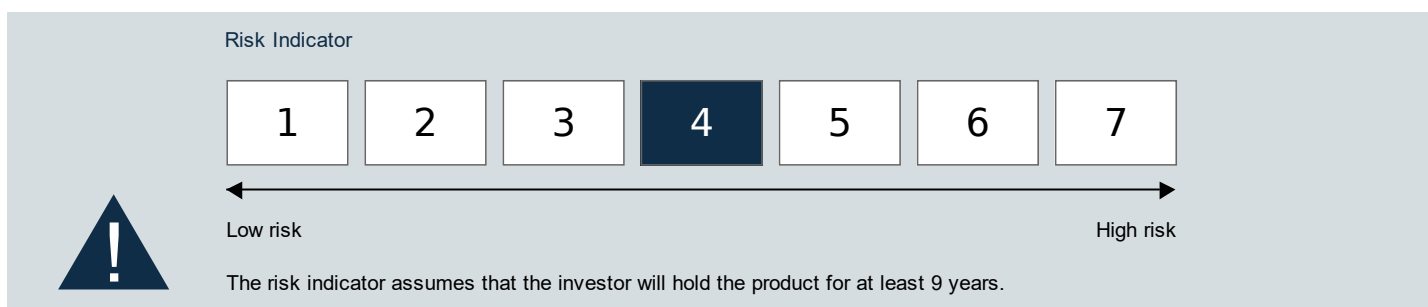 Risk Indicator
1 2 3 4 5 6 7
Low risk High risk
!
The risk indicator assumes that the investor will hold the product for at least 9 years.